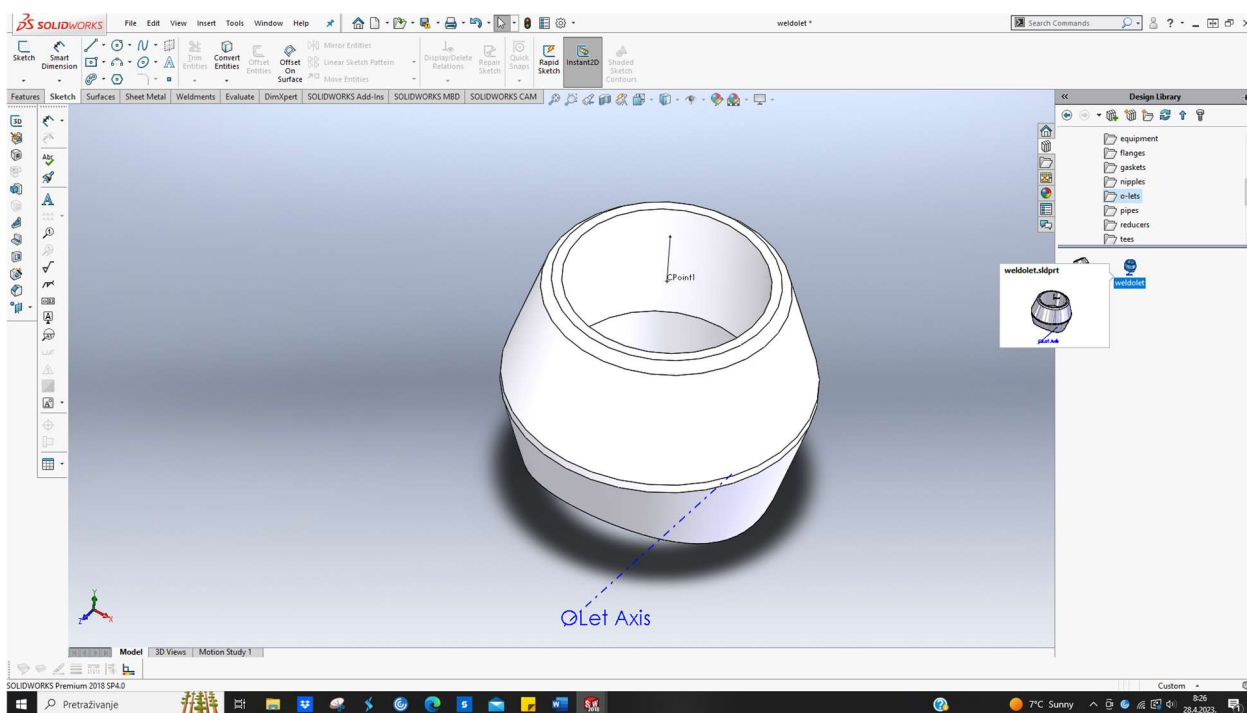 SOLIDWORKS File Edit View Insert Tools Window Help weldolet * Search Commands
Sketch Smart Dimension Trim Entities Convert Entities Offset Entities Offset On Surface Mirror Entities Linear Sketch Pattern Move Entities Display/Delete Relations Repair Sketch Quick Snaps Rapid Sketch Instant2D Shaded Sketch Contours
Features Sketch Surfaces Sheet Metal Weldments Evaluate DimXpert SOLIDWORKS Add-Ins SOLIDWORKS MBD SOLIDWORKS CAM
Design Library
equipment
flanges
gaskets
nipples
o-lets
pipes
reducers
tees
weldolet.sldprt
weldolet
OLet Axis
CPoint1
OLet Axis
Y
Z
X
Model 3D Views Motion Study 1
SOLIDWORKS Premium 2018 SP4.0 Custom
Pretraživanje 7°C Sunny 8:26
28.4.2023.